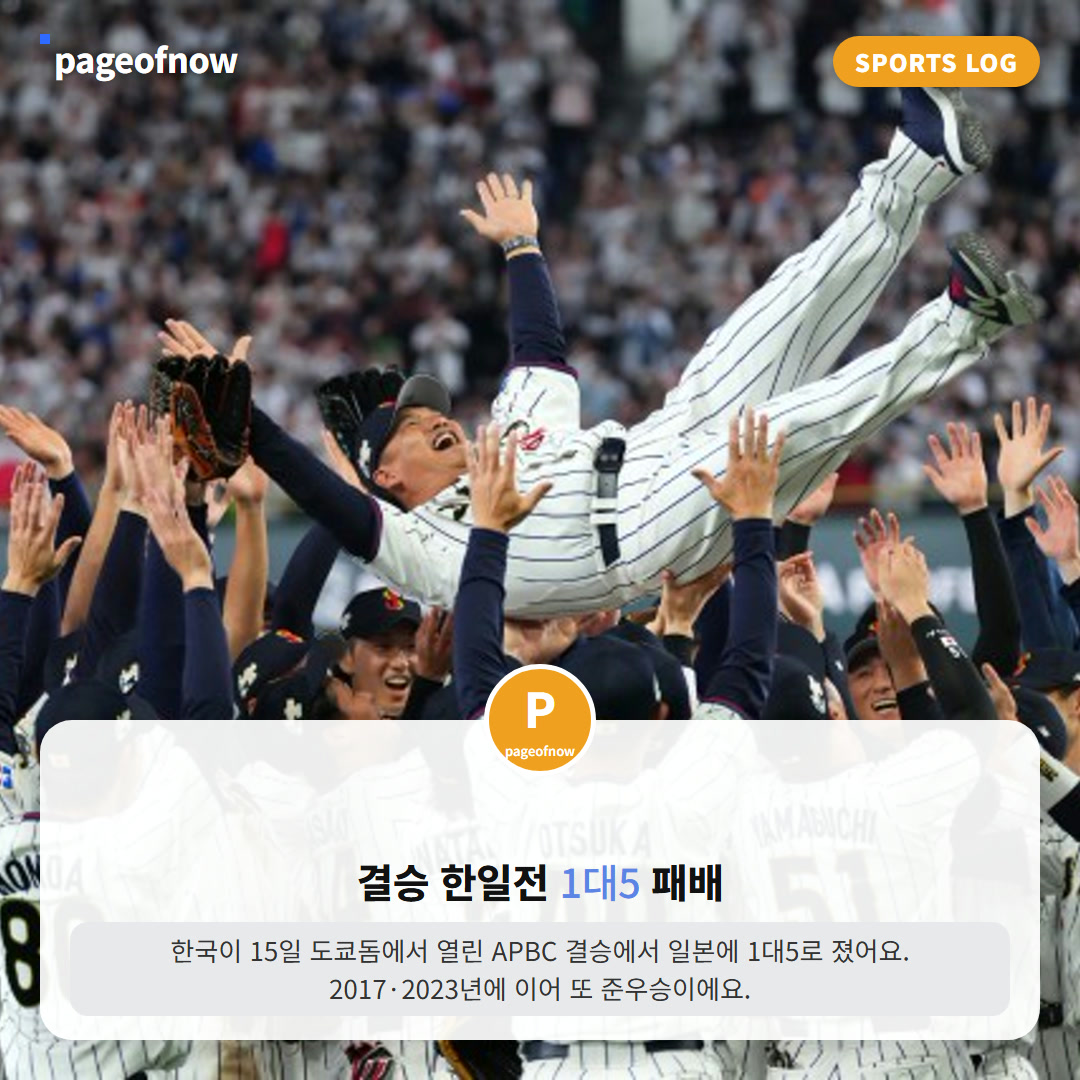 pageofnow
SPORTS LOG
P
pageofnow
OTSUKA
YAMAGUCHI
51
결승 한일전 1대5 패배
한국이 15일 도쿄돔에서 열린 APBC 결승에서 일본에 1대5로 졌어요.
2017·2023년에 이어 또 준우승이에요.